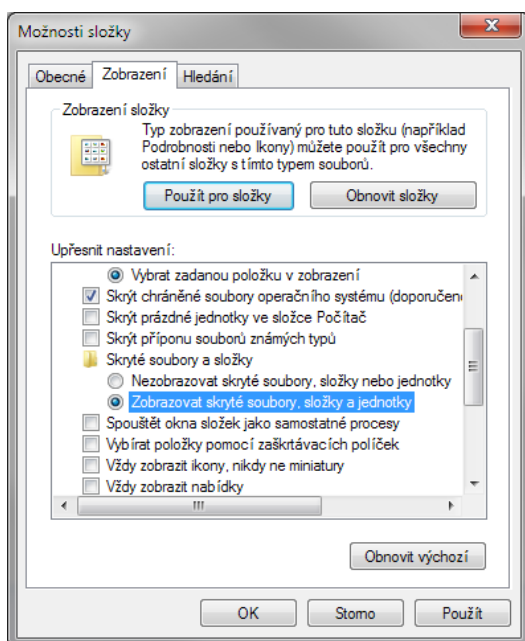 Možnosti složky
Obecné Zobrazení Hledání
Zobrazení složky
Typ zobrazení používaný pro tuto složku (například
Podrobnosti nebo Ikony) můžete použít pro všechny
ostatní složky s tímto typem souborů.
Použít pro složky Obnovit složky
Upřesnit nastavení:
Vybrat zadanou položku v zobrazení
Skrýt chráněné soubory operačního systému (doporučen
Skrýt prázdné jednotky ve složce Počítač
Skrýt příponu souborů známých typů
Skryté soubory a složky
Nezobrazovat skryté soubory, složky nebo jednotky
Zobrazovat skryté soubory, složky a jednotky
Spouštět okna složek jako samostatné procesy
Vybírat položky pomocí zaškrtávacích políček
Vždy zobrazit ikony, nikdy ne miniatury
Vždy zobrazit nabídky
Obnovit výchozí
OK Storno Použít